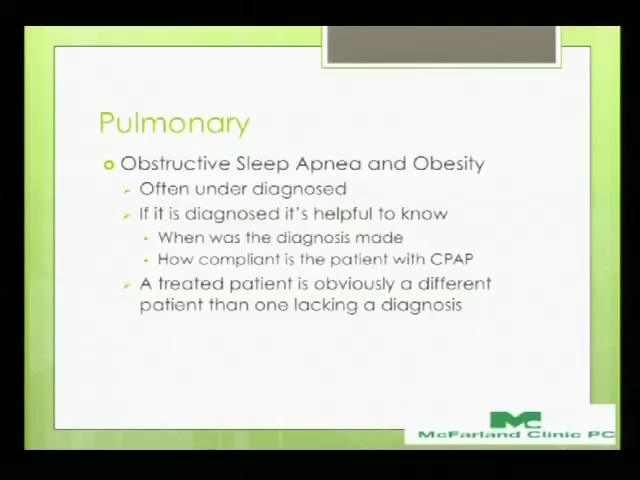 Pulmonary
Obstructive Sleep Apnea and Obesity
Often under diagnosed
If it is diagnosed it's helpful to know
When was the diagnosis made
How compliant is the patient with CPAP
A treated patient is obviously a different
patient than one lacking a diagnosis
MC
McFarland Clinic PC